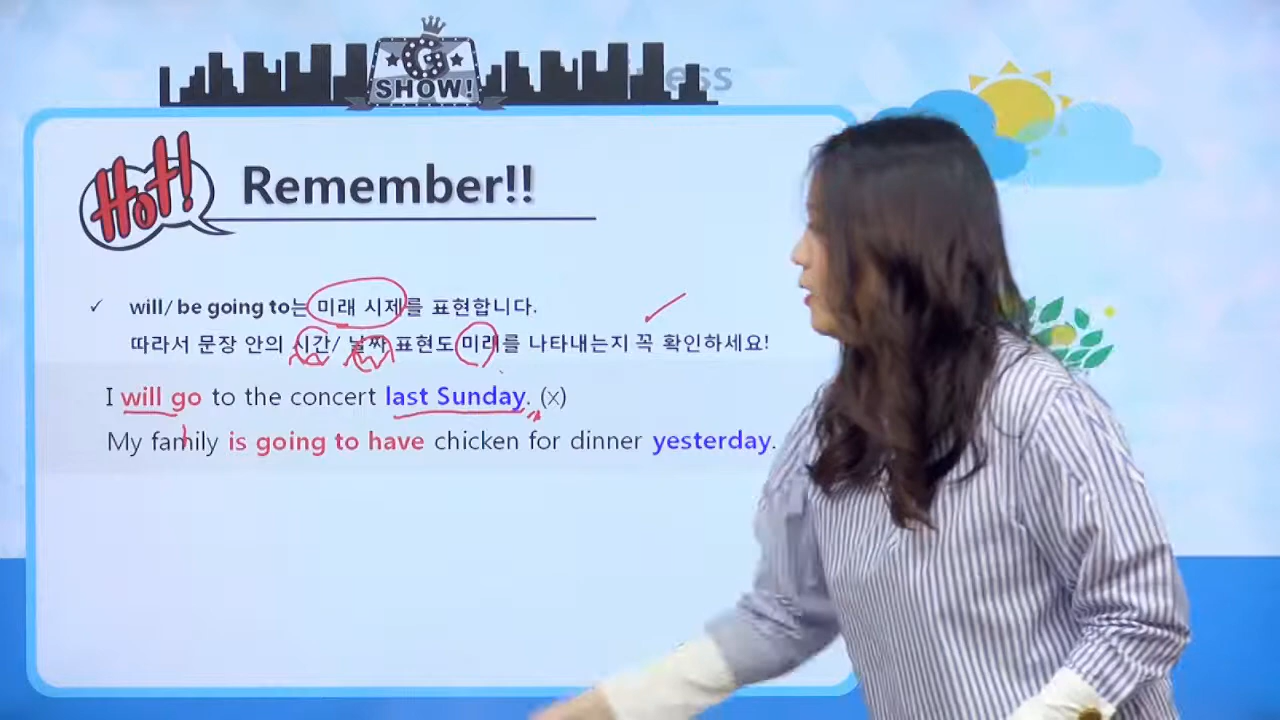 G
SHOW!
Hot!
Remember!!
✓ will/ be going to는 미래 시제를 표현합니다.
따라서 문장 안의 시간/ 날짜 표현도 미래를 나타내는지 꼭 확인하세요!
I will go to the concert last Sunday. (x)
My family is going to have chicken for dinner yesterday.